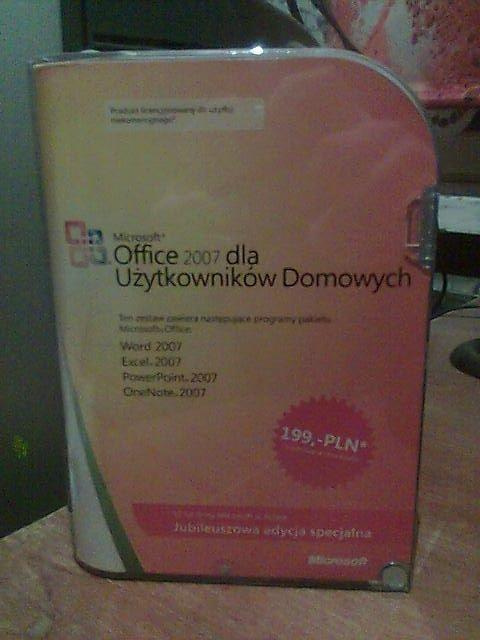 Produkt licencjonowany do użytku
niekomercyjnego*
Microsoft®
Office 2007 dla
Użytkowników Domowych
Ten zestaw zawiera następujące programy pakietu
Microsoft® Office:
Word 2007
Excel® 2007
PowerPoint® 2007
OneNote® 2007
199,-PLN*
Jubileuszowa edycja specjalna
Microsoft